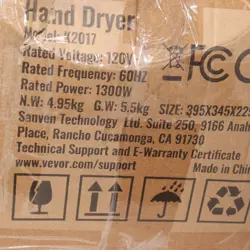 Hand Dryer
Model: K2017
Rated Voltage: 120V~
Rated Frequency: 60HZ
Rated Power: 1300W
N.W: 4.95kg G.W: 5.5kg SIZE: 395X345X225
Sanven Technology Ltd. Suite 250, 9166 Anaheim
Place, Rancho Cucamonga, CA 91730
Technical Support and E-Warranty Certificate
www.vevor.com/support
Made in China
FC